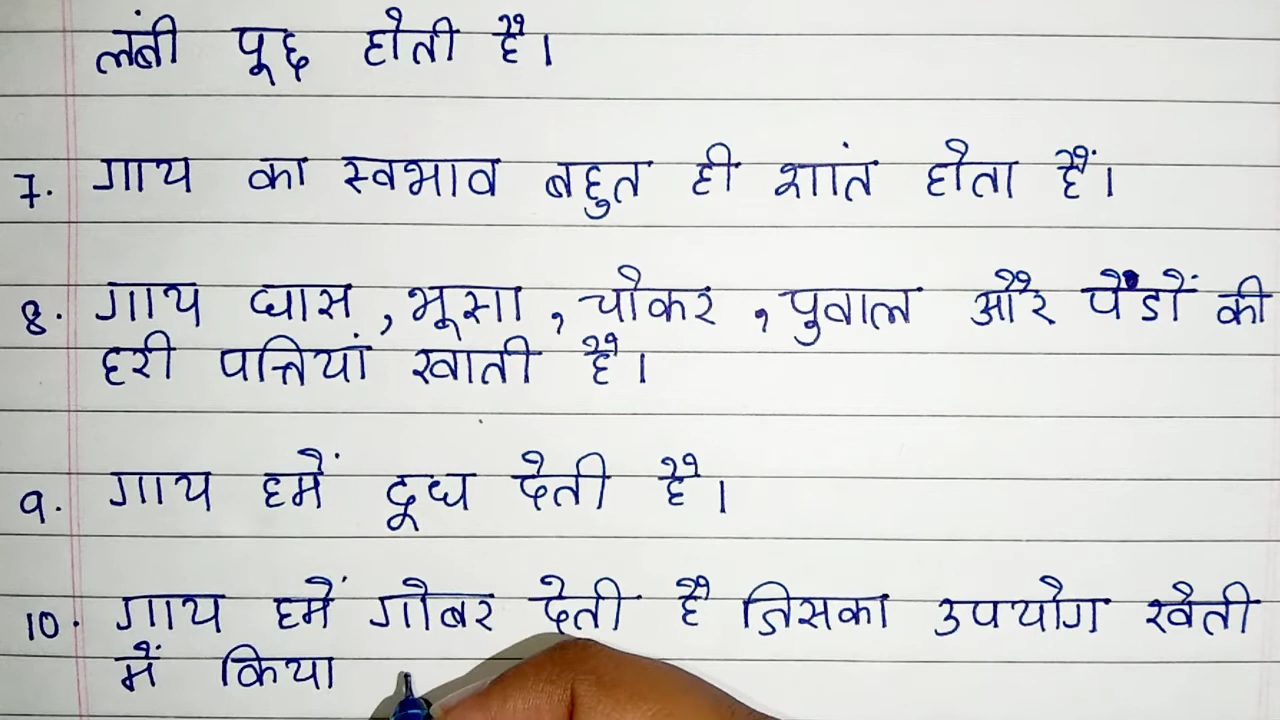 लंबी पूछ होती है।
7. गाय का स्वभाव बहुत ही शांत होता हैं।
8. गाय घास, भूसा, चोकर, पुवाल और पेडों की
हरी पत्तियां खाती है।
9. गाय हमें दूध देती है।
10. गाय हमें गोबर देती है जिसका उपयोग खेती
में किया